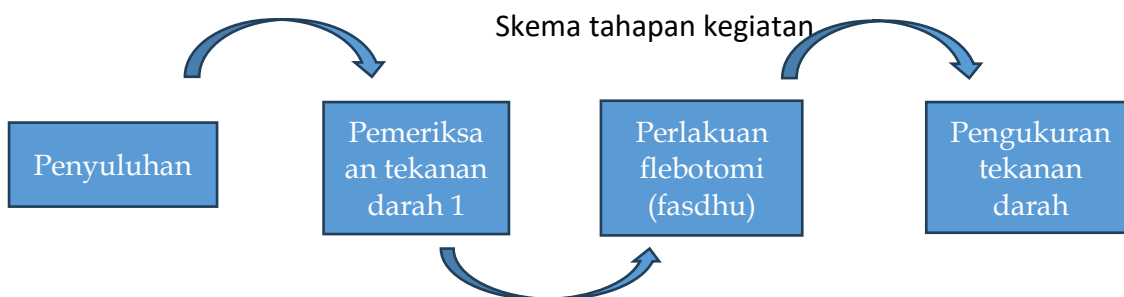 Skema tahapan kegiatan
Penyuluhan
Pemeriksa
an tekanan
darah 1
Perlakuan
flebotomi
(fasdhu)
Pengukuran
tekanan
darah